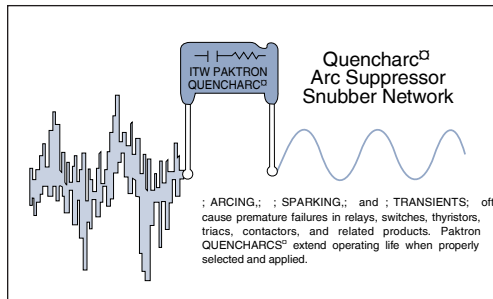 ITW PAKTRON
QUENCHARC¤
Quencharc¤
Arc Suppressor
Snubber Network
; ARCING,; ; SPARKING,; and ; TRANSIENTS; oft
cause premature failures in relays, switches, thyristors,
triacs, contactors, and related products. Paktron
QUENCHARCS¤ extend operating life when properly
selected and applied.